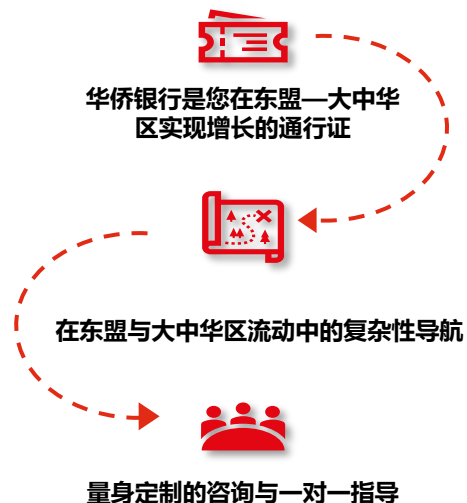 华侨银行是您在东盟—大中华
区实现增长的通行证
在东盟与大中华区流动中的复杂性导航
量身定制的咨询与一对一指导